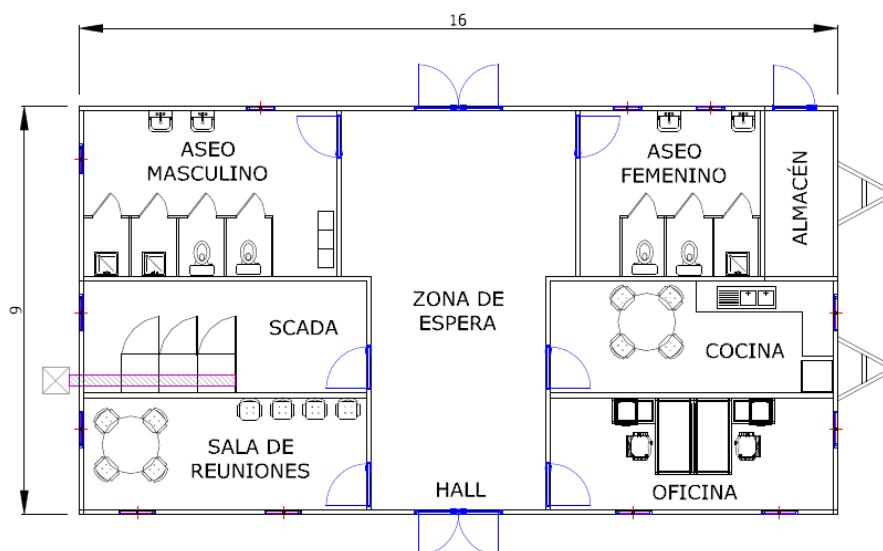 16
9
ASEO
MASCULINO
ASEO
FEMENINO
ALMACÉN
SCADA
ZONA DE
ESPERA
COCINA
SALA DE
REUNIONES
HALL
OFICINA